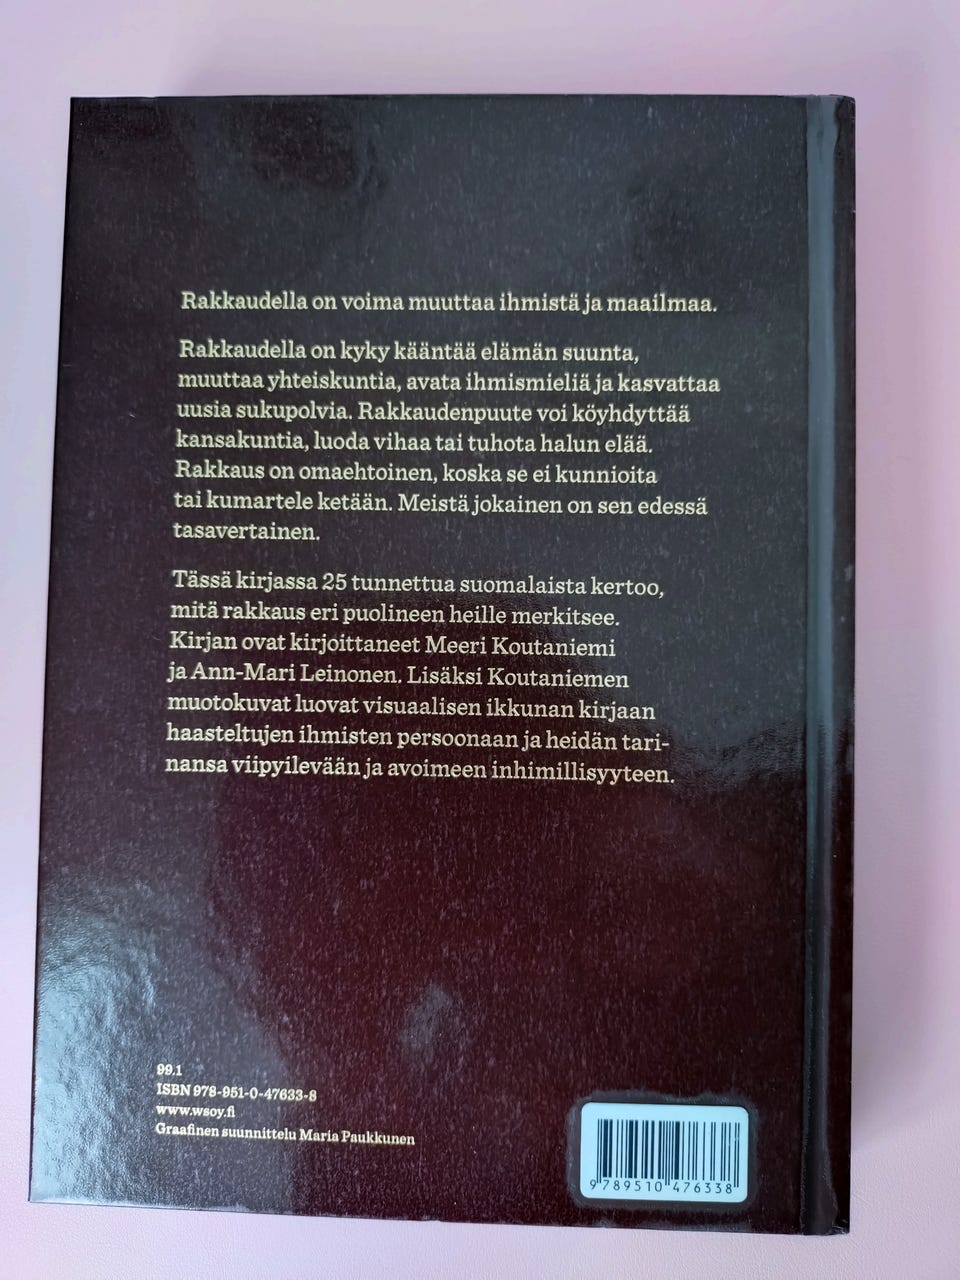 Rakkaudella on voima muuttaa ihmistä ja maailmaa.
Rakkaudella on kyky kääntää elämän suunta,
muuttaa yhteiskuntia, avata ihmismieliä ja kasvattaa
uusia sukupolvia. Rakkaudenpuute voi köyhdyttää
kansakuntia, luoda vihaa tai tuhota halun elää.
Rakkaus on omaehtoinen, koska se ei kunnioita
tai kumartele ketään. Meistä jokainen on sen edessä
tasavertainen.
Tässä kirjassa 25 tunnettua suomalaista kertoo,
mitä rakkaus eri puolineen heille merkitsee.
Kirjan ovat kirjoittaneet Meeri Koutaniemi
ja Ann-Mari Leinonen. Lisäksi Koutaniemen
muotokuvat luovat visuaalisen ikkunan kirjaan
haasteltujen ihmisten persoonaan ja heidän tari-
nansa viipyilevään ja avoimeen inhimillisyyteen.
99.1
ISBN 978-951-0-47633-8
www.wsoy.fi
Graafinen suunnittelu Maria Paukkunen
9 789510 476338